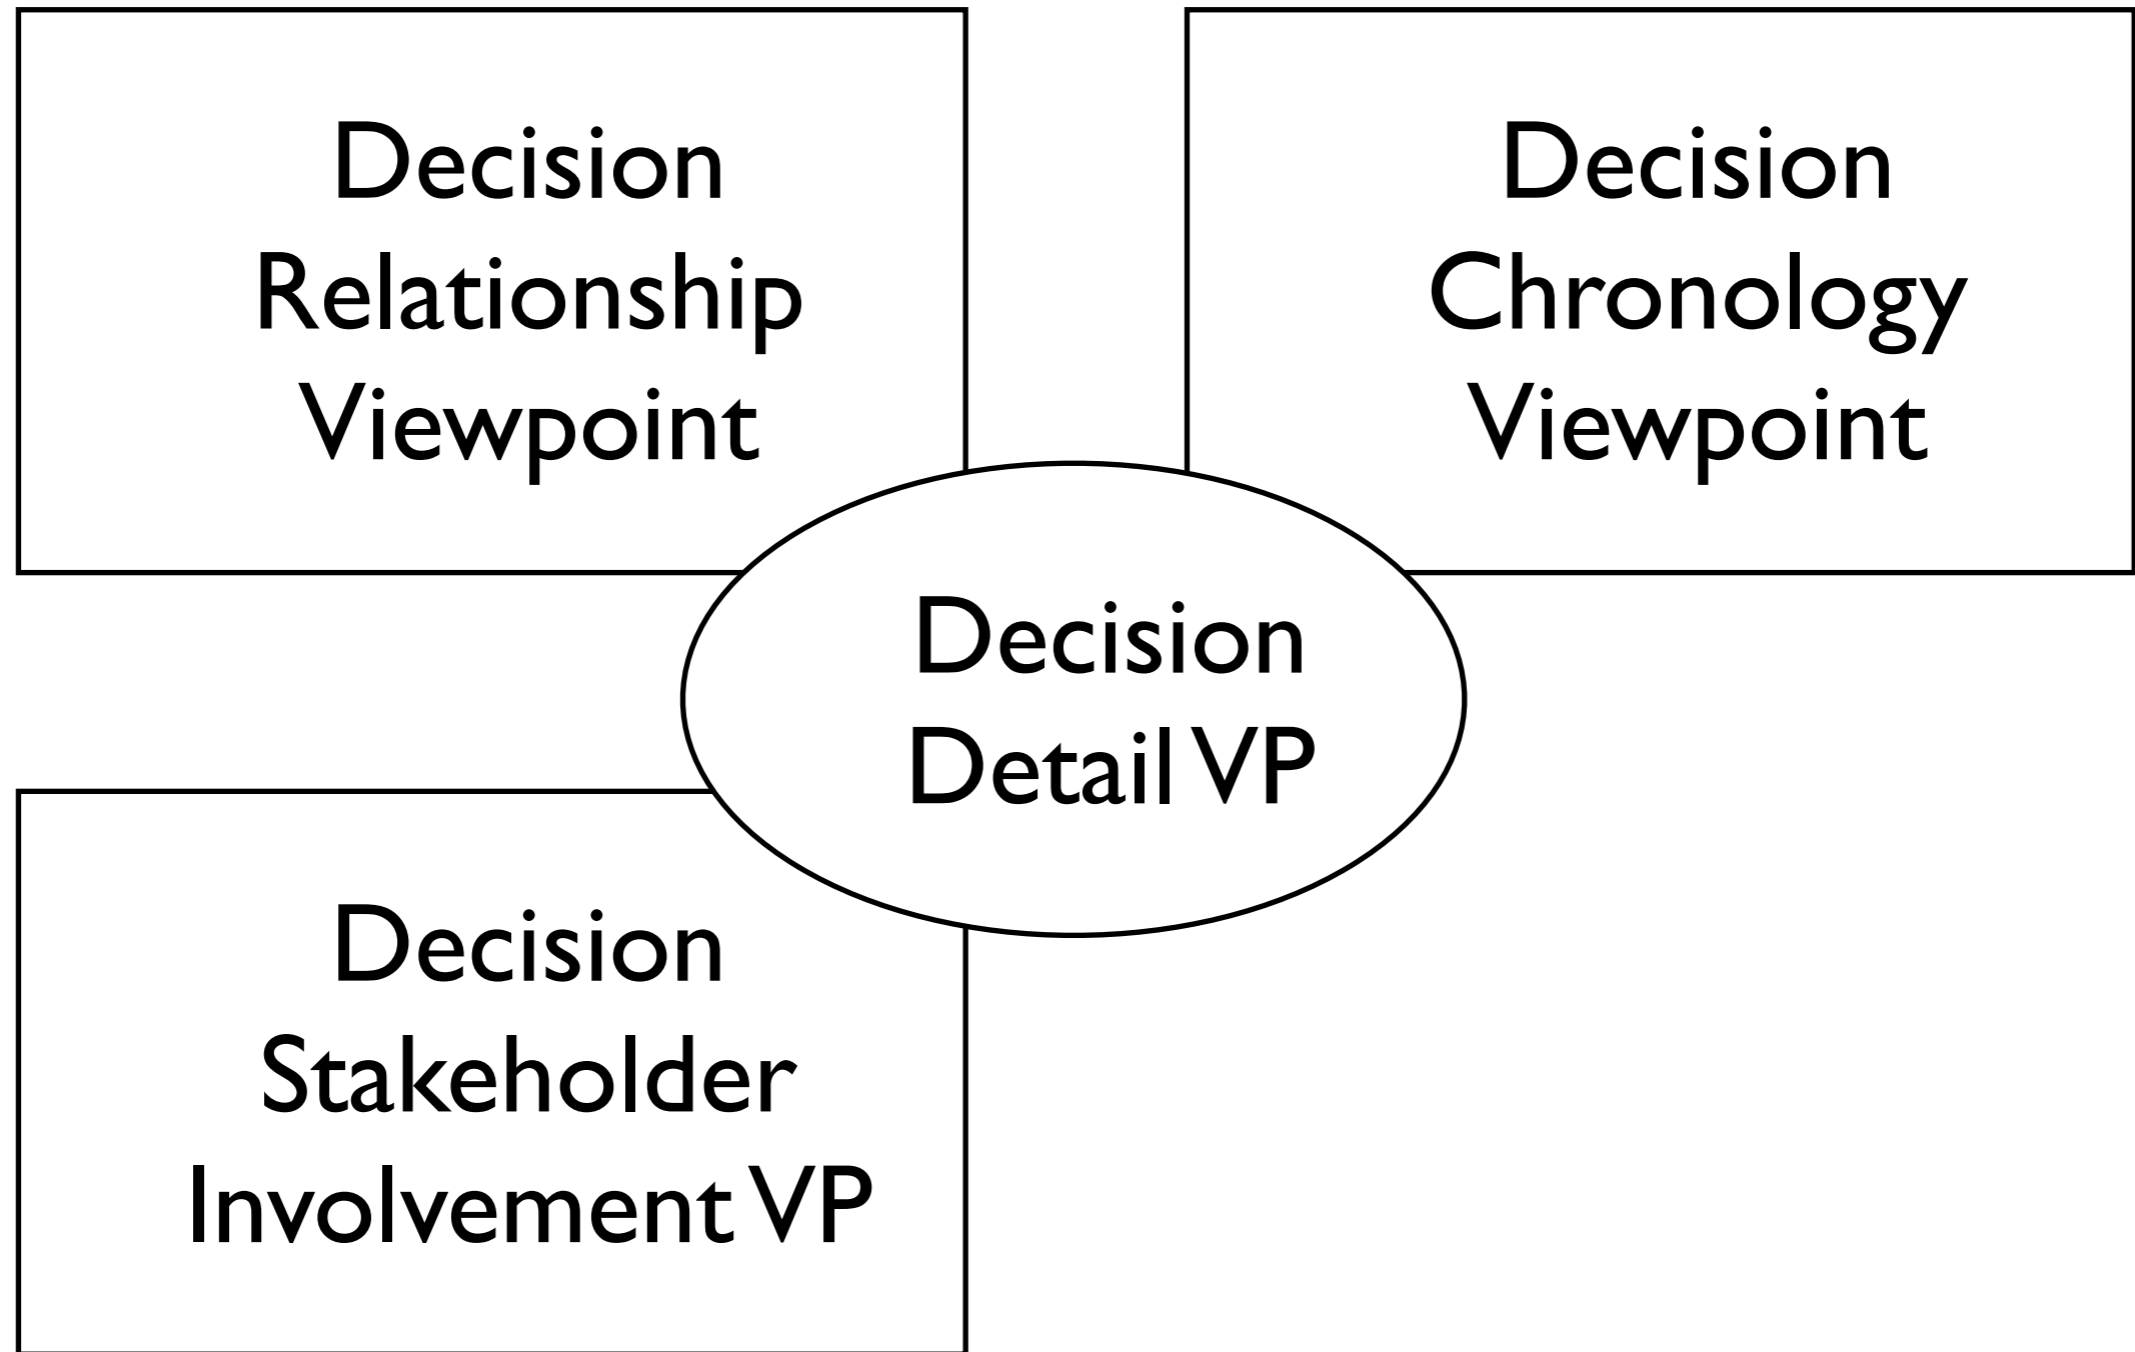 Decision
Relationship
Viewpoint
Decision
Chronology
Viewpoint
Decision
Detail VP
Decision
Stakeholder
Involvement VP